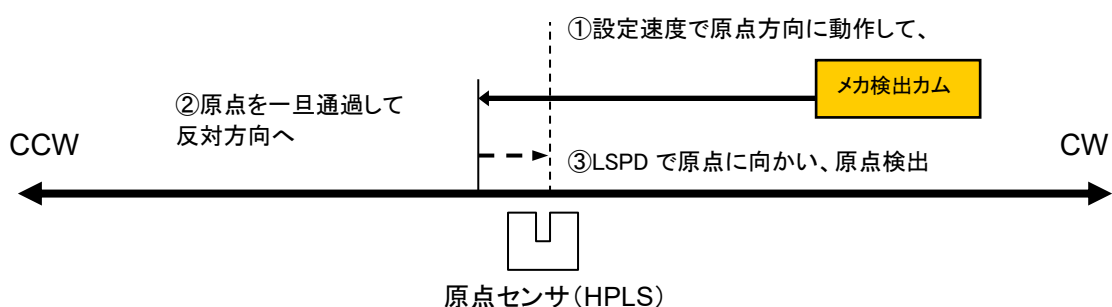 ①設定速度で原点方向に動作して、
メカ検出カム
②原点を一旦通過して
反対方向へ
CCW
CW
③LSPD で原点に向かい、原点検出
原点センサ（HPLS）